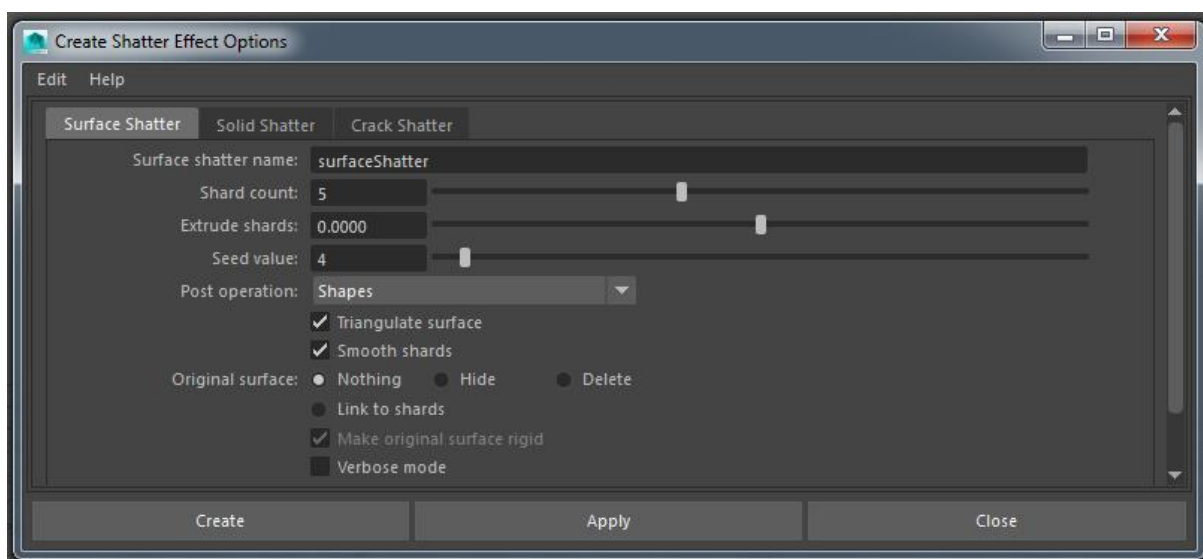 Create Shatter Effect Options
Edit Help
Surface Shatter Solid Shatter Crack Shatter
Surface shatter name: surfaceShatter
Shard count: 5
Extrude shards: 0.0000
Seed value: 4
Post operation: Shapes
Triangulate surface
Smooth shards
Original surface: Nothing Hide Delete
Link to shards
Make original surface rigid
Verbose mode
Create Apply Close